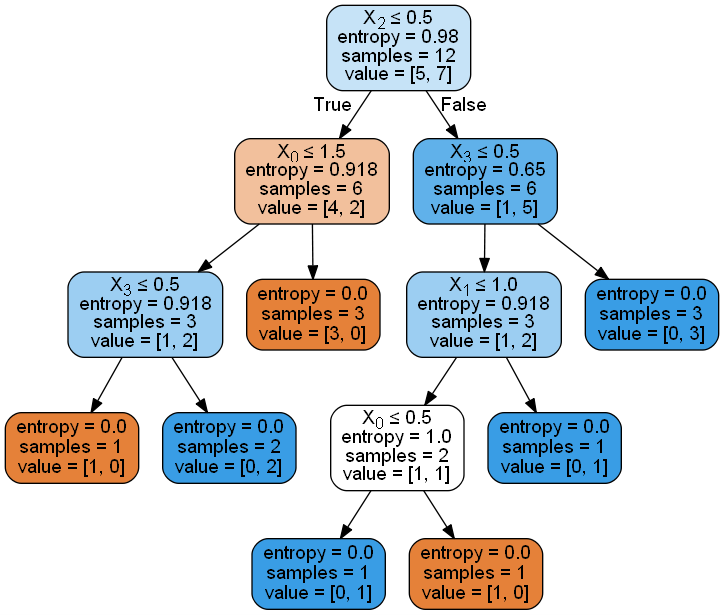 X₂ ≤ 0.5
entropy = 0.98
samples = 12
value = [5, 7]
True
False
X₀ ≤ 1.5
entropy = 0.918
samples = 6
value = [4, 2]
X₃ ≤ 0.5
entropy = 0.65
samples = 6
value = [1, 5]
X₃ ≤ 0.5
entropy = 0.918
samples = 3
value = [1, 2]
entropy = 0.0
samples = 3
value = [3, 0]
X₁ ≤ 1.0
entropy = 0.918
samples = 3
value = [1, 2]
entropy = 0.0
samples = 3
value = [0, 3]
entropy = 0.0
samples = 1
value = [1, 0]
entropy = 0.0
samples = 2
value = [0, 2]
X₀ ≤ 0.5
entropy = 1.0
samples = 2
value = [1, 1]
entropy = 0.0
samples = 1
value = [0, 1]
entropy = 0.0
samples = 1
value = [0, 1]
entropy = 0.0
samples = 1
value = [1, 0]